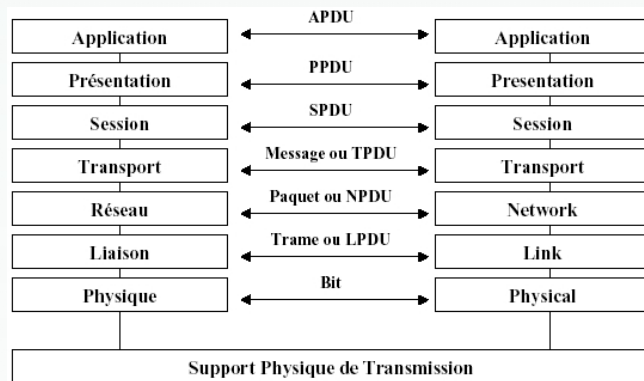 APDU
Application Application
PPDU
Présentation Presentation
SPDU
Session Session
Message ou TPDU
Transport Transport
Paquet ou NPDU
Réseau Network
Trame ou LPDU
Liaison Link
Bit
Physique Physical
Support Physique de Transmission